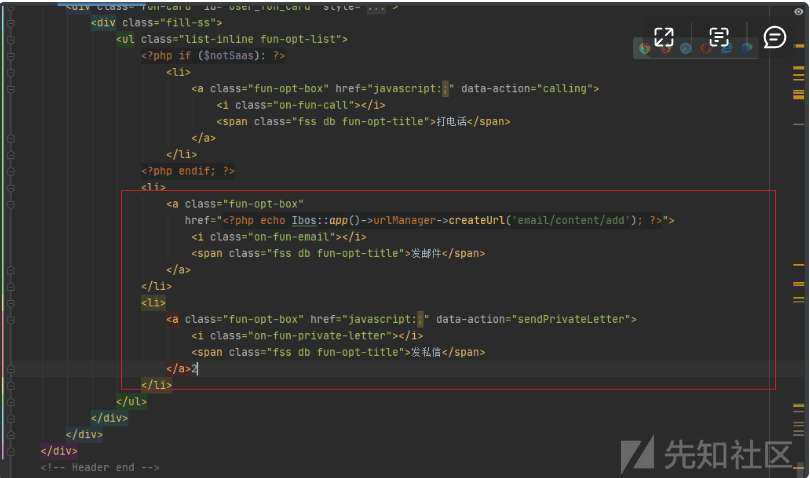 <div class="fun-card" id="user_fun_card" style="...">
<div class="fill-ss">
<ul class="list-inline fun-opt-list">
<?php if ($notSaas): ?>
<li>
<a class="fun-opt-box" href="javascript:;" data-action="calling">
<i class="on-fun-call"></i>
<span class="fss db fun-opt-title">打电话</span>
</a>
</li>
<?php endif; ?>
<li>
<a class="fun-opt-box"
href="<?php echo Ibos::app()->urlManager->createUrl('email/content/add'); ?>">
<i class="on-fun-email"></i>
<span class="fss db fun-opt-title">发邮件</span>
</a>
</li>
<li>
<a class="fun-opt-box" href="javascript:;" data-action="sendPrivateLetter">
<i class="on-fun-private-letter"></i>
<span class="fss db fun-opt-title">发私信</span>
</a>2
</li>
</ul>
</div>
</div>
</div>
<!-- Header end -->
先知社区